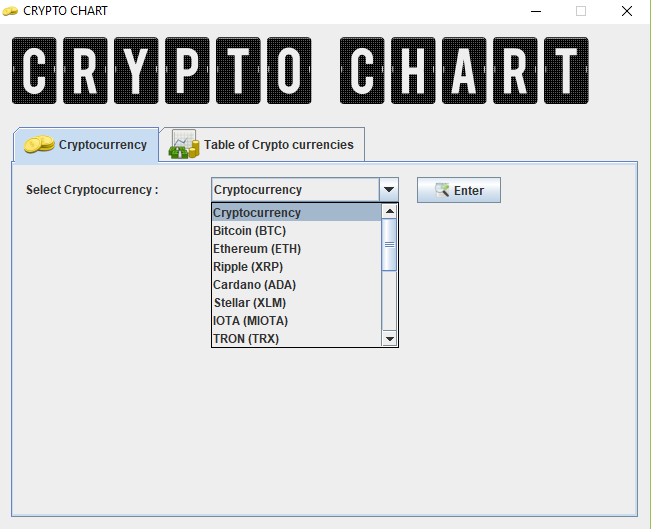 CRYPTO CHART
CRYPTO CHART
Cryptocurrency
Table of Crypto currencies
Select Cryptocurrency :
Cryptocurrency
Enter
Cryptocurrency
Bitcoin (BTC)
Ethereum (ETH)
Ripple (XRP)
Cardano (ADA)
Stellar (XLM)
IOTA (MIOTA)
TRON (TRX)